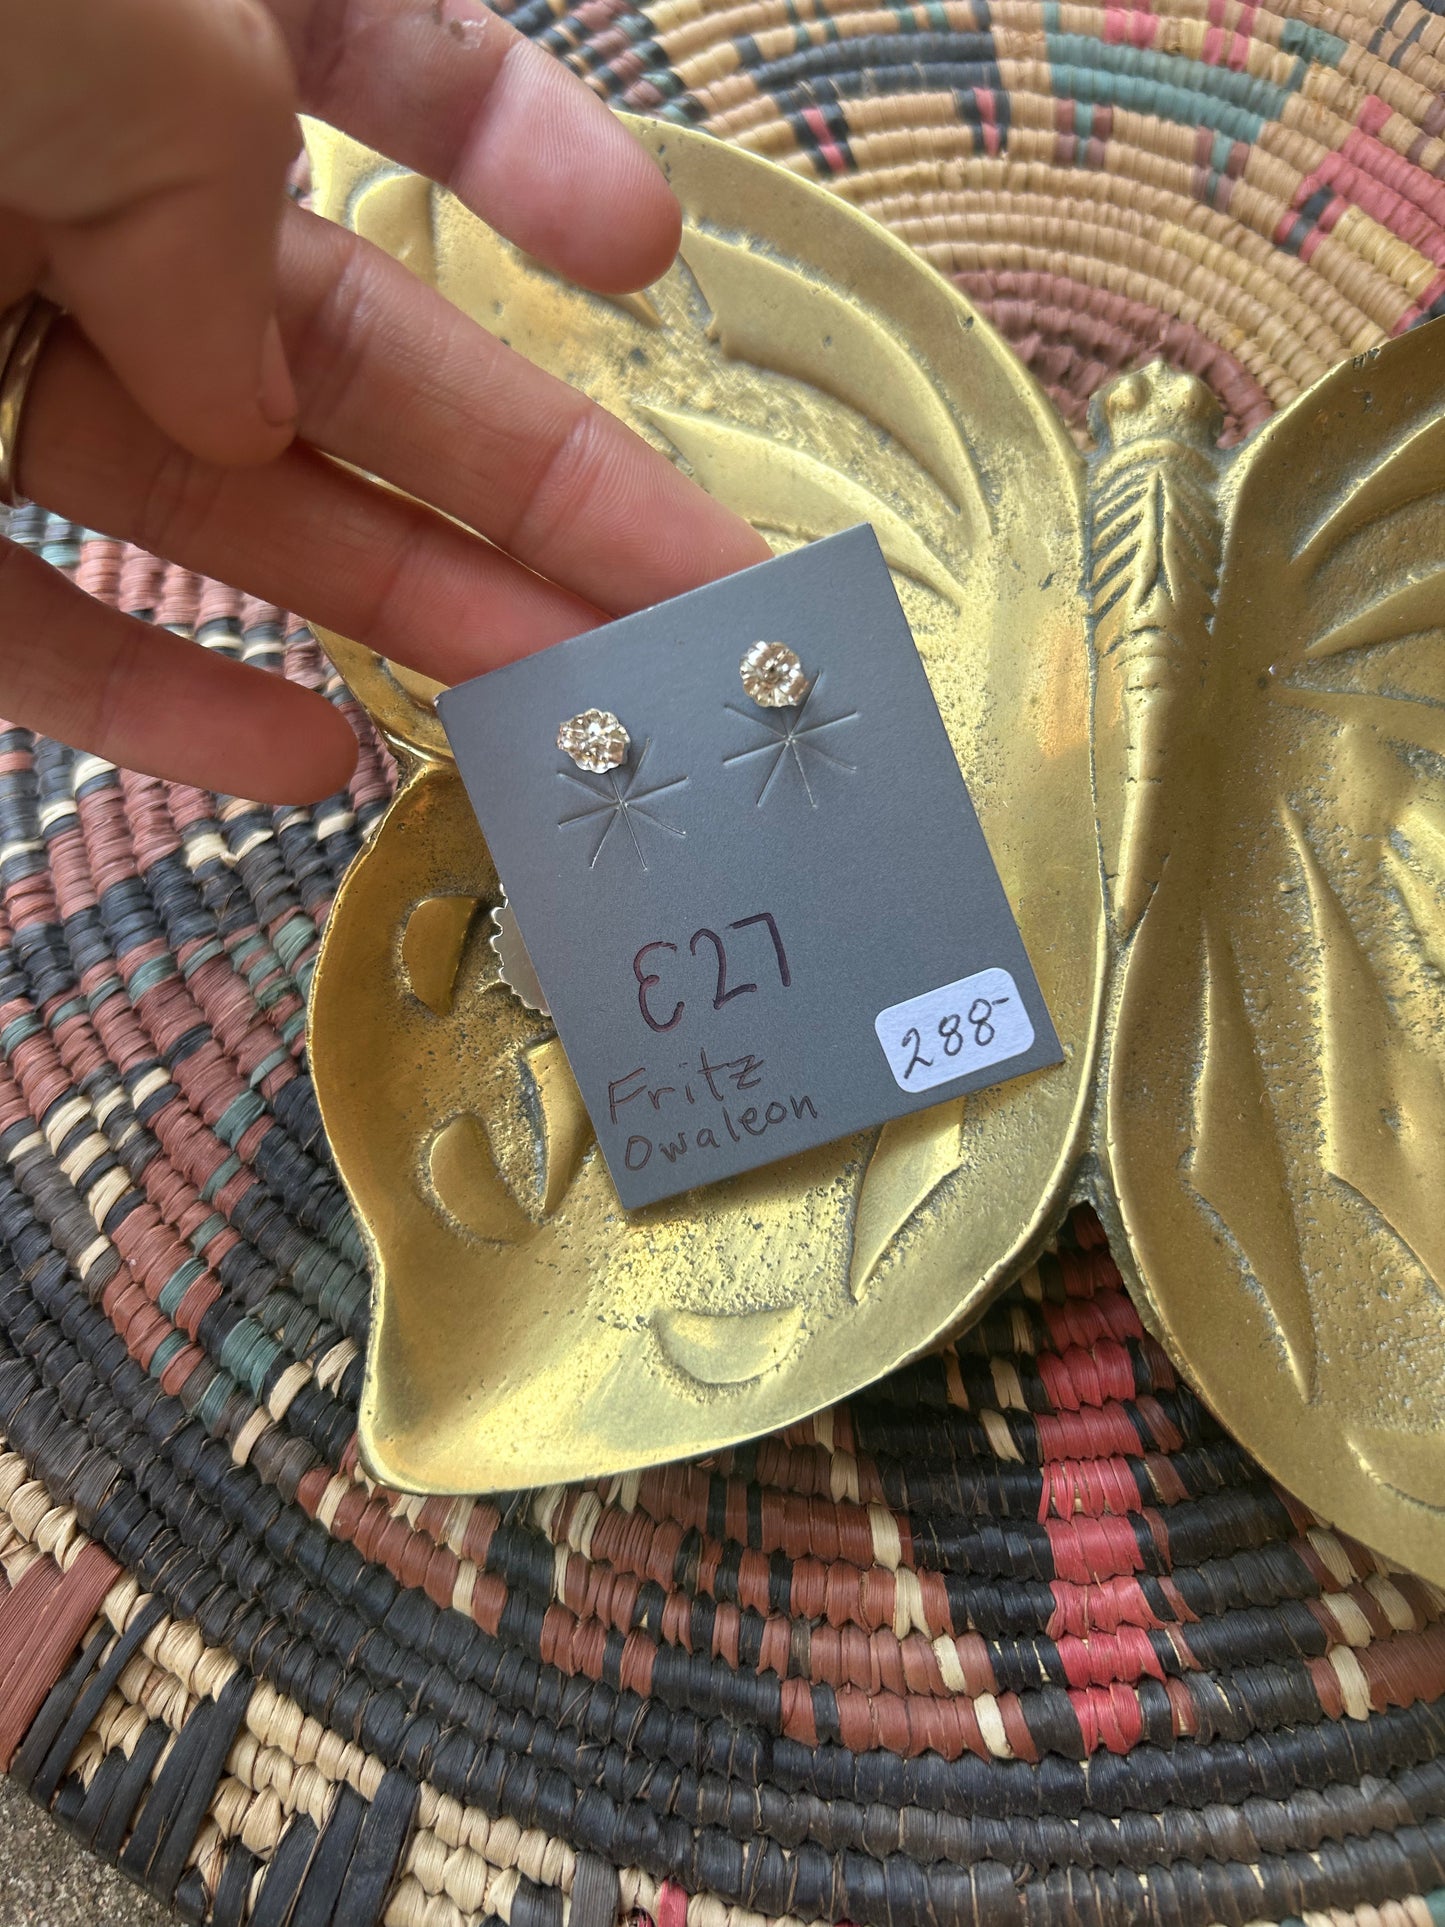 E27
Fritz
Owaleon
288-